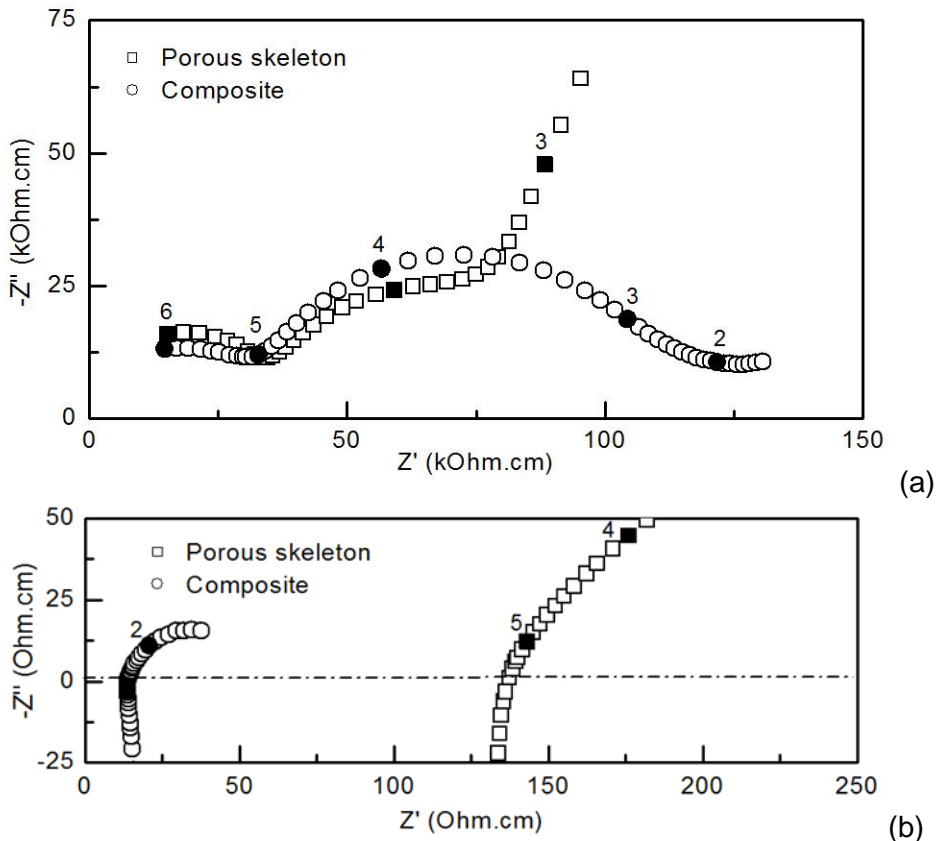 75
50
25
0
-Z'' (kOhm.cm)
Porous skeleton
Composite
6
5
4
3
3
2
0 50 100 150
Z' (kOhm.cm)
(a)
50
25
0
-25
-Z'' (Ohm.cm)
Porous skeleton
Composite
2
4
5
0 50 100 150 200 250
Z' (Ohm.cm)
(b)